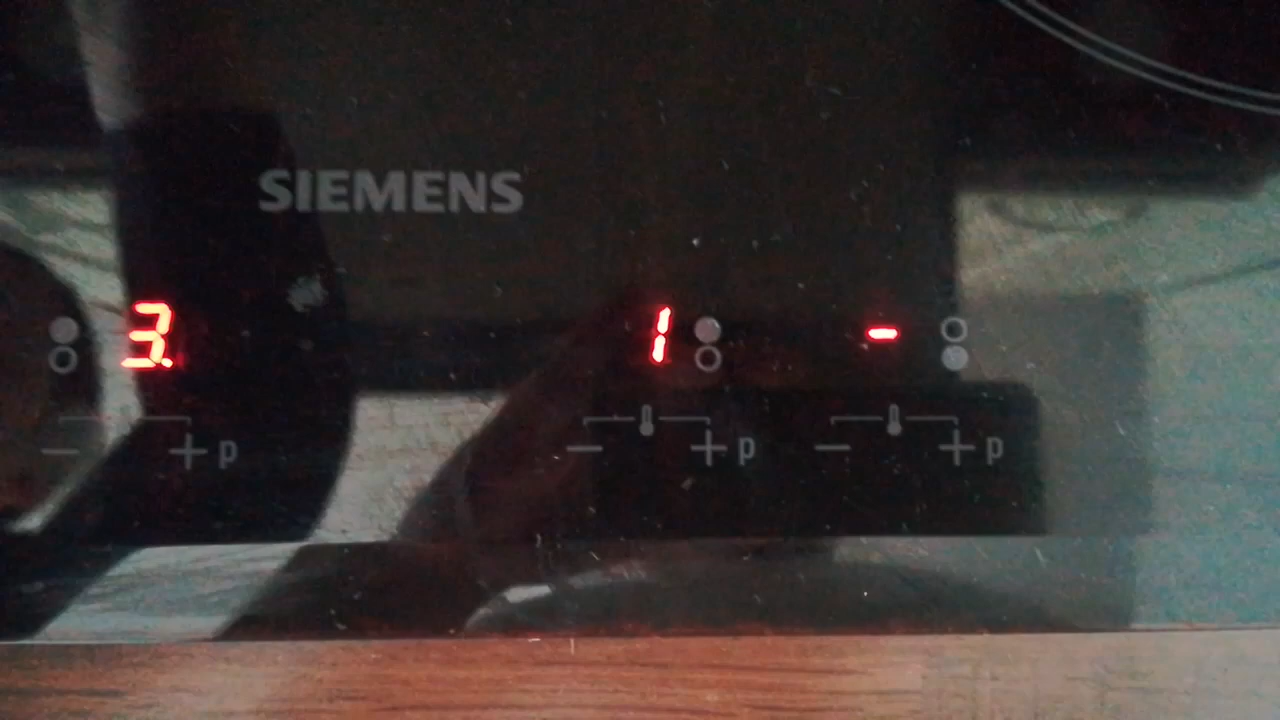 SIEMENS
3. 1 -
− + p − + p − + p